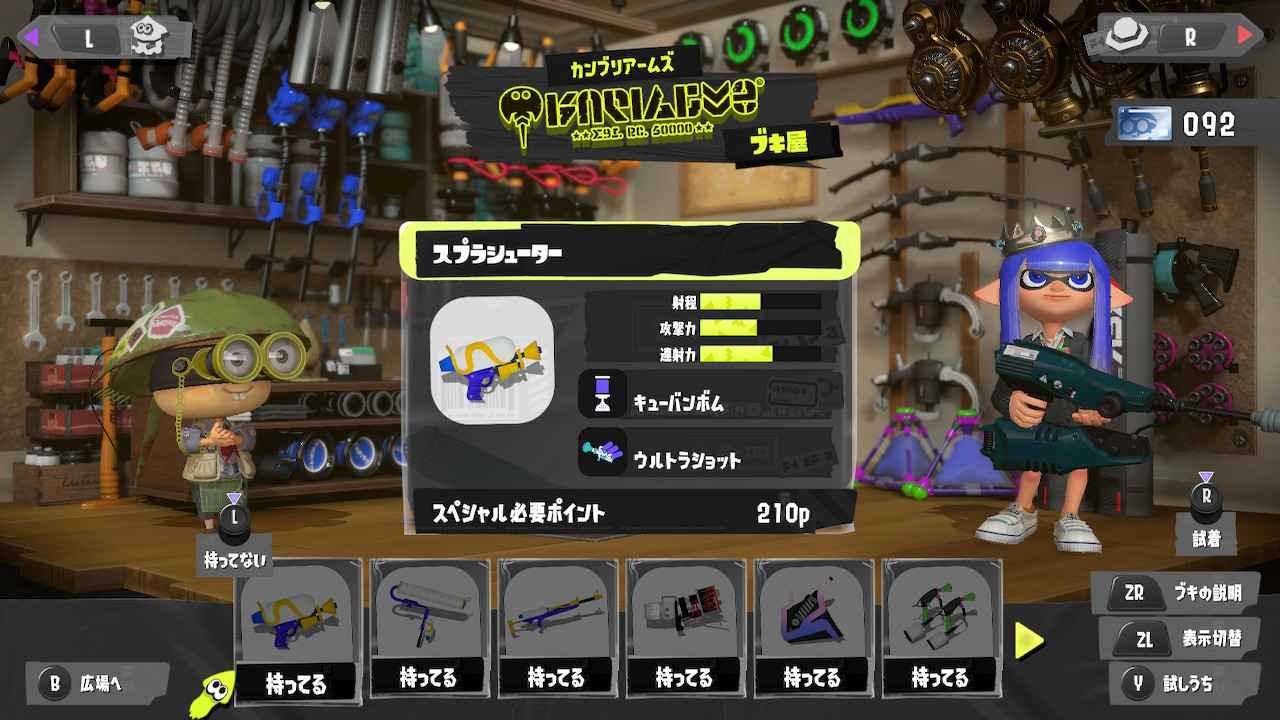 L
R
092
カンブリアームズ
ブキ屋
スプラシューター
射程
攻撃力
連射力
キューバンボム
ウルトラショット
スペシャル必要ポイント 210p
L
持ってない
R
試着
持ってる
持ってる
持ってる
持ってる
持ってる
持ってる
ZR ブキの説明
ZL 表示切替
Y 試しうち
B 広場へ